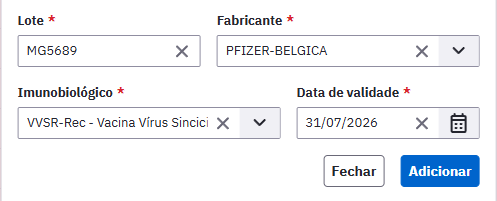 Lote * Fabricante *
MG5689 PFIZER-BELGICA
Imunobiológico * Data de validade *
VVSR-Rec - Vacina Vírus Sincici 31/07/2026
Fechar Adicionar